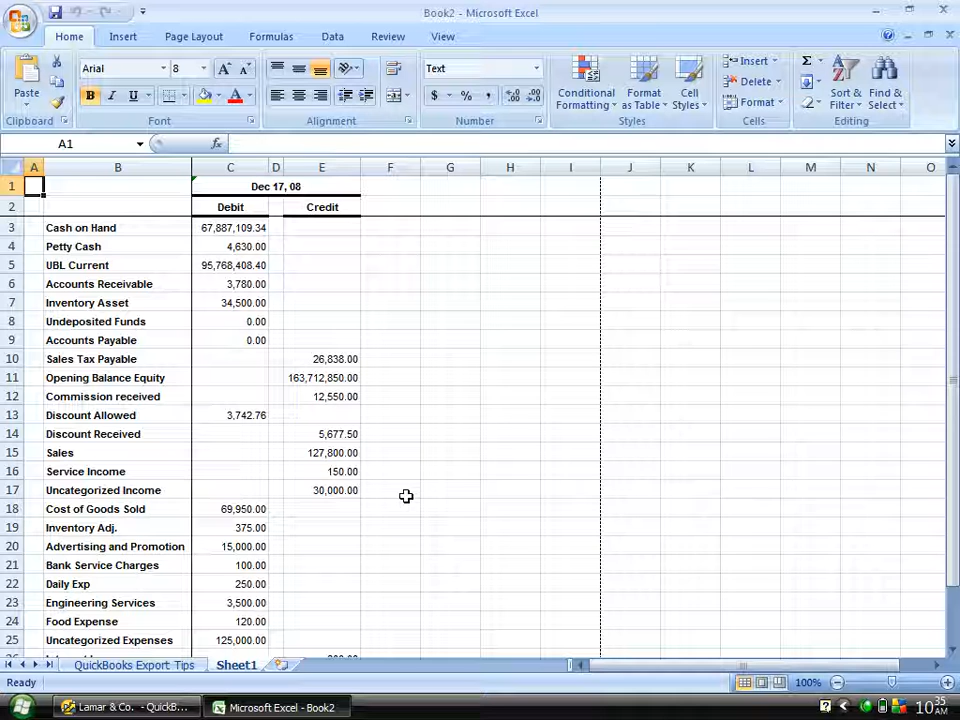 Book2 - Microsoft Excel
Home Insert Page Layout Formulas Data Review View
Arial 8 Text Insert Σ
Paste Conditional Formatting Format as Table Cell Styles Delete Sort & Filter Find & Select
B I U A $ % , Format
Clipboard Font Alignment Number Styles Cells Editing
A1 fx
A B C D E F G H I J K L M N O
1 Dec 17, 08
2 Debit Credit
3 Cash on Hand 67,887,109.34
4 Petty Cash 4,630.00
5 UBL Current 95,768,408.40
6 Accounts Receivable 3,780.00
7 Inventory Asset 34,500.00
8 Undeposited Funds 0.00
9 Accounts Payable 0.00
10 Sales Tax Payable 26,838.00
11 Opening Balance Equity 163,712,850.00
12 Commission received 12,550.00
13 Discount Allowed 3,742.76
14 Discount Received 5,677.50
15 Sales 127,800.00
16 Service Income 150.00
17 Uncategorized Income 30,000.00
18 Cost of Goods Sold 69,950.00
19 Inventory Adj. 375.00
20 Advertising and Promotion 15,000.00
21 Bank Service Charges 100.00
22 Daily Exp 250.00
23 Engineering Services 3,500.00
24 Food Expense 120.00
25 Uncategorized Expenses 125,000.00
QuickBooks Export Tips Sheet1
Ready 100%
Lamar & Co. - QuickB... Microsoft Excel - Book2 10:35 AM